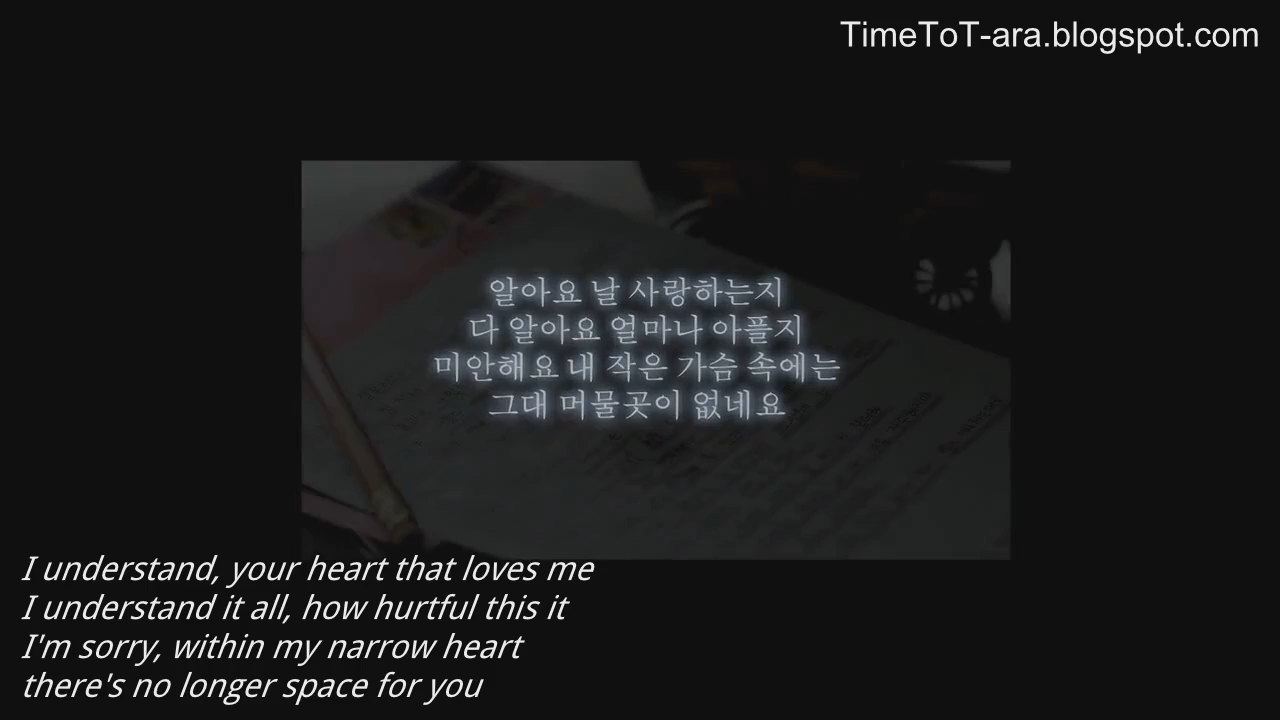 TimeToT-ara.blogspot.com
알아요 날 사랑하는지
다 알아요 얼마나 아플지
미안해요 내 작은 가슴 속에는
그대 머물곳이 없네요
I understand, your heart that loves me
I understand it all, how hurtful this it
I'm sorry, within my narrow heart
there's no longer space for you